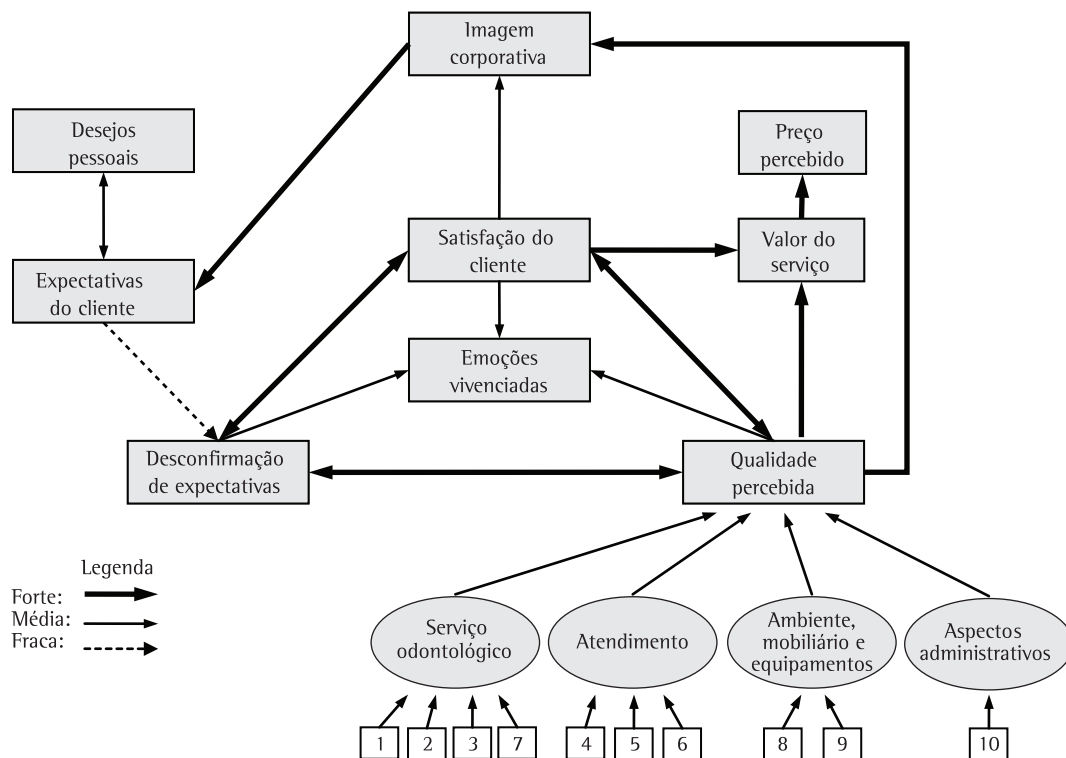 Imagem
corporativa
Desejos
pessoais
Preço
percebido
Satisfação do
cliente
Valor do
serviço
Expectativas
do cliente
Emoções
vivenciadas
Desconfirmação
de expectativas
Qualidade
percebida
Legenda
Forte:
Média:
Fraca:
Serviço
odontológico
Atendimento
Ambiente,
mobiliário e
equipamentos
Aspectos
administrativos
1
2
3
7
4
5
6
8
9
10